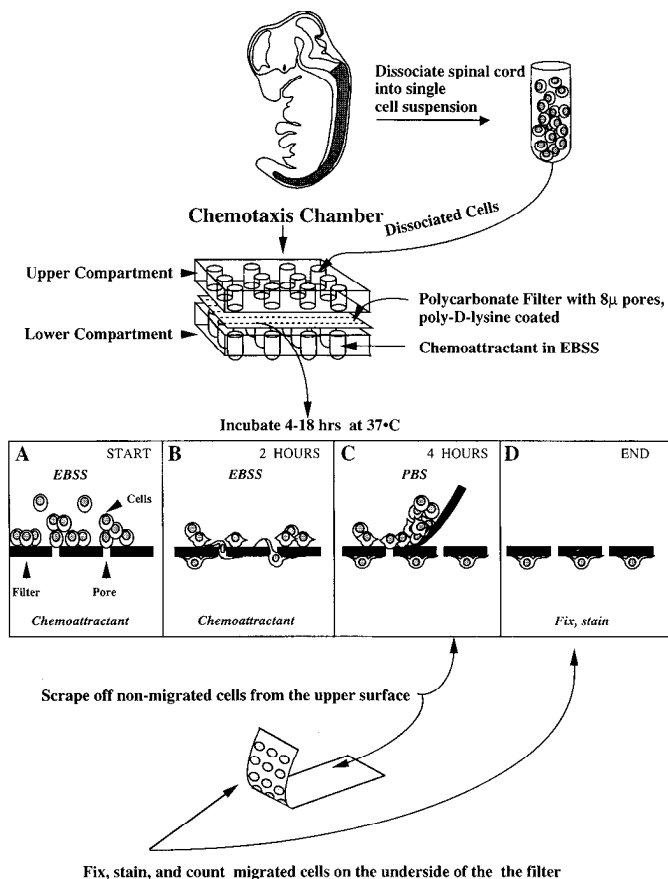 Dissociate spinal cord
into single
cell suspension
Chemotaxis Chamber
Dissociated Cells
Upper Compartment
Polycarbonate Filter with 8μ pores,
poly-D-lysine coated
Lower Compartment
Chemoattractant in EBSS
Incubate 4-18 hrs at 37•C
A START
EBSS
Cells
Filter
Pore
Chemoattractant
B 2 HOURS
EBSS
Chemoattractant
C 4 HOURS
PBS
D END
Fix, stain
Scrape off non-migrated cells from the upper surface
Fix, stain, and count migrated cells on the underside of the the filter